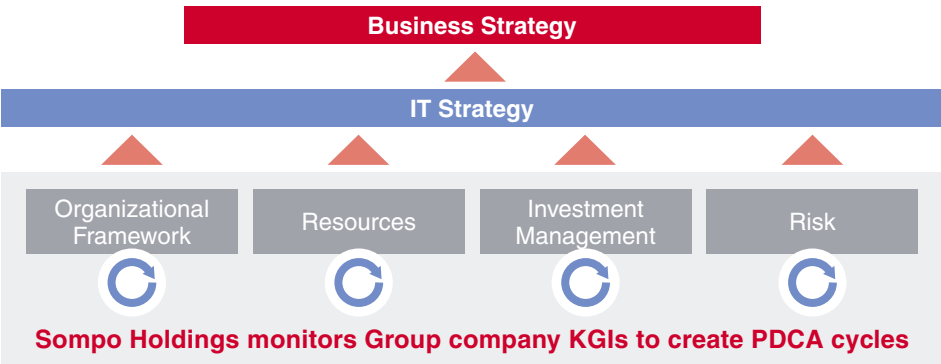 Business Strategy
IT Strategy
Organizational
Framework
Resources
Investment
Management
Risk
Sompo Holdings monitors Group company KGIs to create PDCA cycles